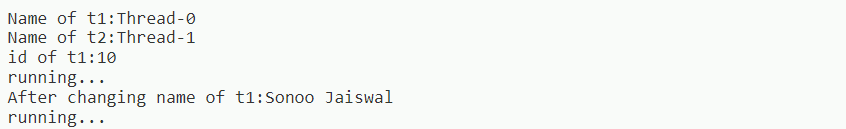 Name of t1:Thread-0
Name of t2:Thread-1
id of t1:10
running...
After changing name of t1:Sonoo Jaiswal
running...